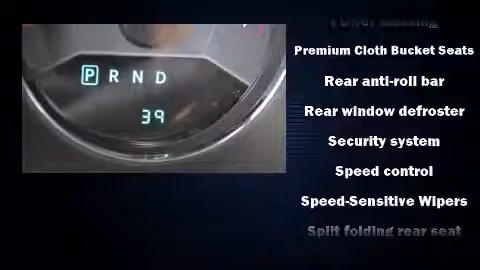 P R N D
39
Premium Cloth Bucket Seats
Rear anti-roll bar
Rear window defroster
Security system
Speed control
Speed-Sensitive Wipers
Split folding rear seat